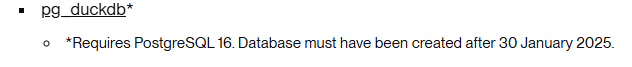 pg_duckdb*
*Requires PostgreSQL 16. Database must have been created after 30 January 2025.